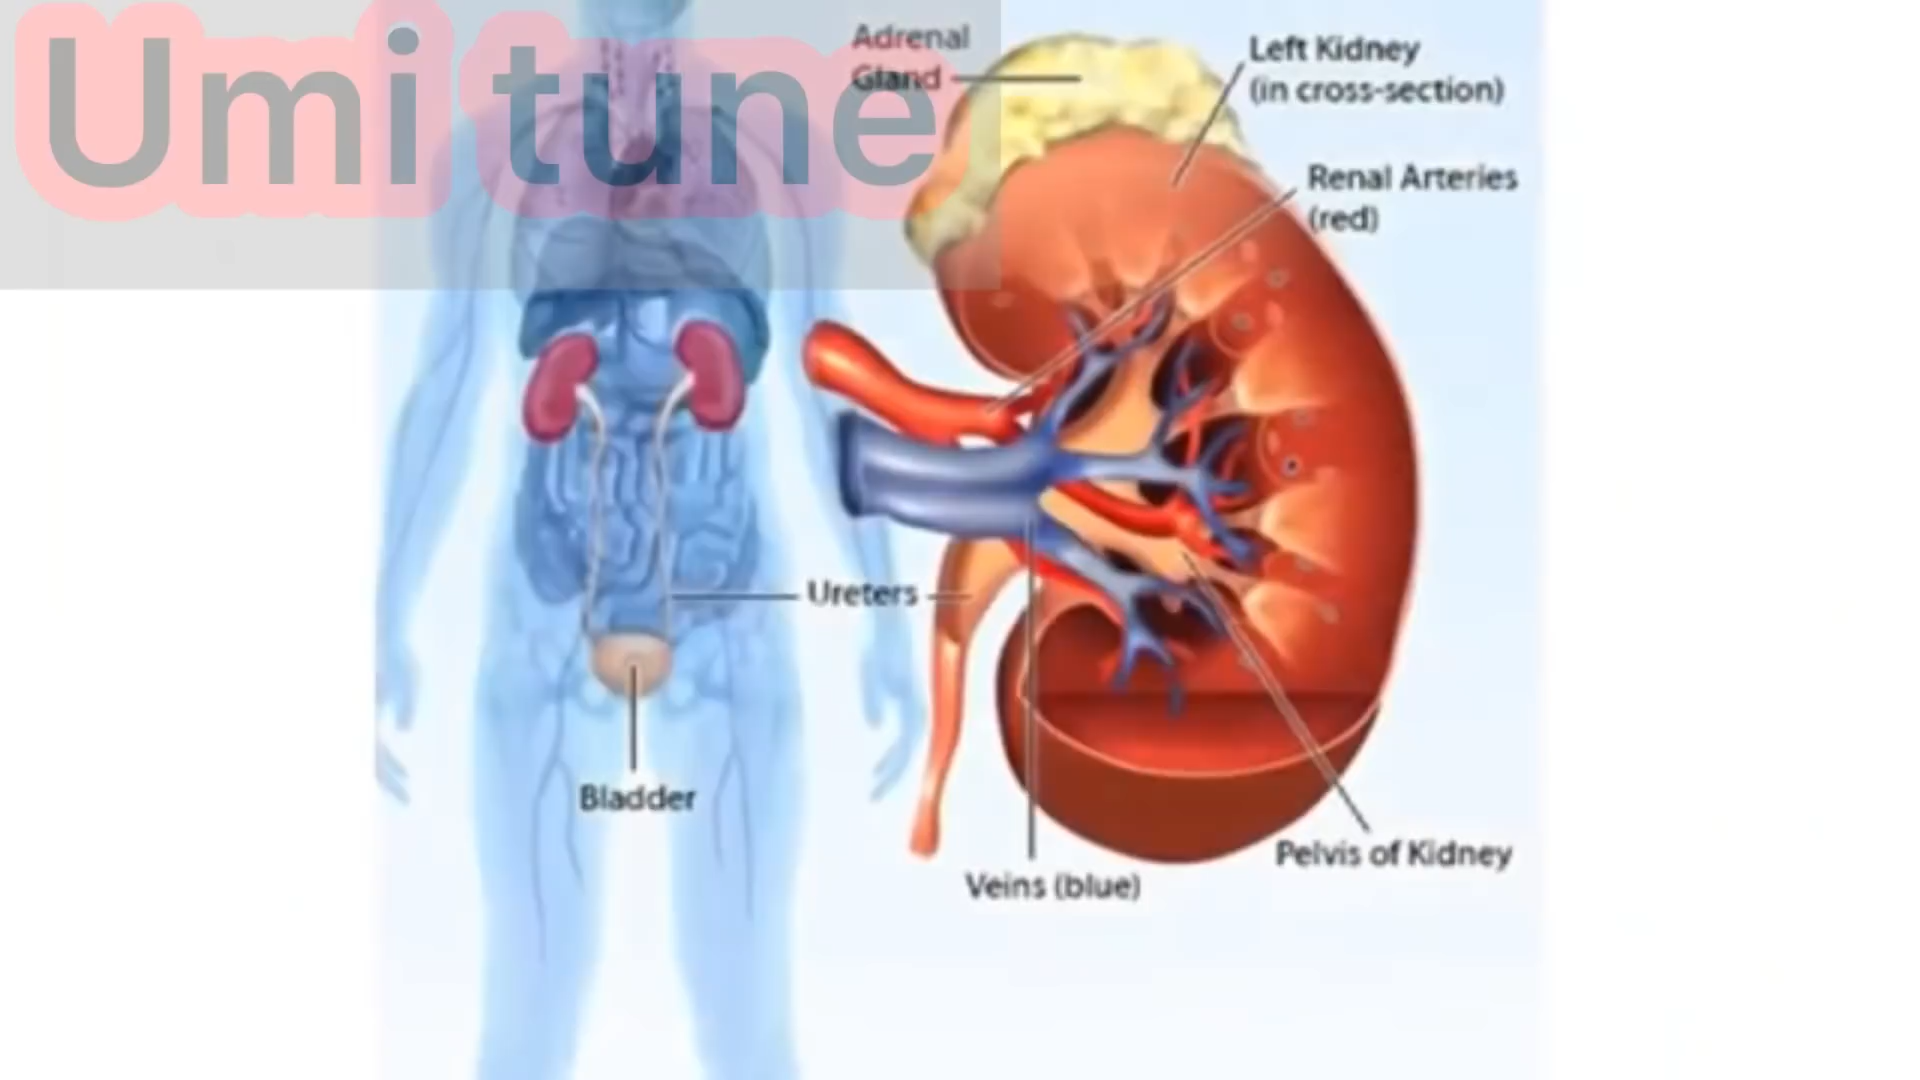 Umi tune
Adrenal
Gland
Left Kidney
(in cross-section)
Renal Arteries
(red)
Ureters
Bladder
Pelvis of Kidney
Veins (blue)